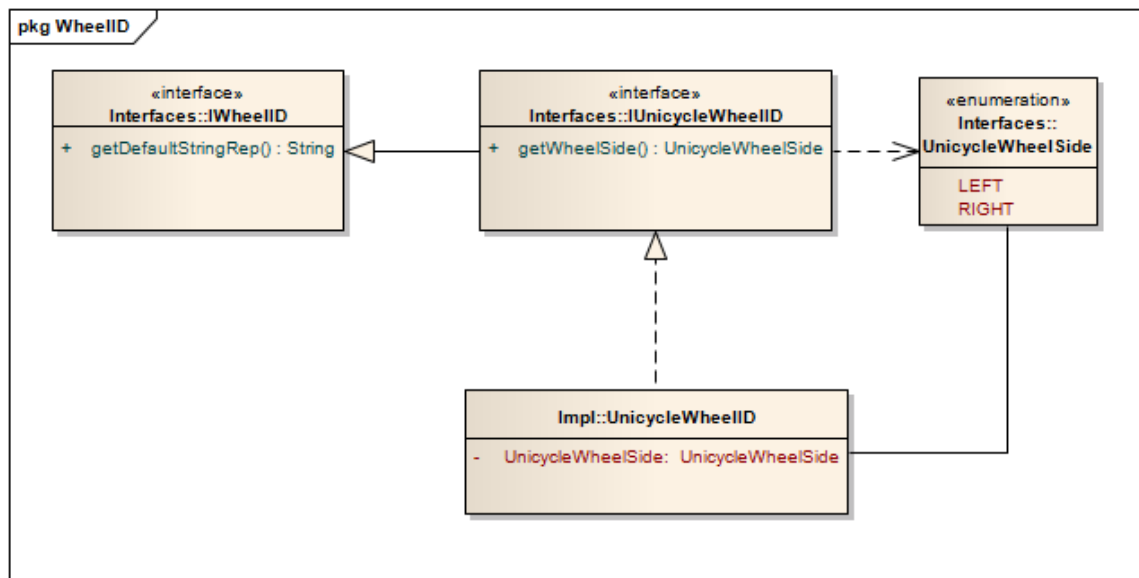 pkg WheelID
«interface»
Interfaces::IWheelID
+ getDefaultStringRep() : String
«interface»
Interfaces::IUnicycleWheelID
+ getWheelSide() : UnicycleWheelSide
«enumeration»
Interfaces::
UnicycleWheelSide
LEFT
RIGHT
Impl::UnicycleWheelID
- UnicycleWheelSide: UnicycleWheelSide